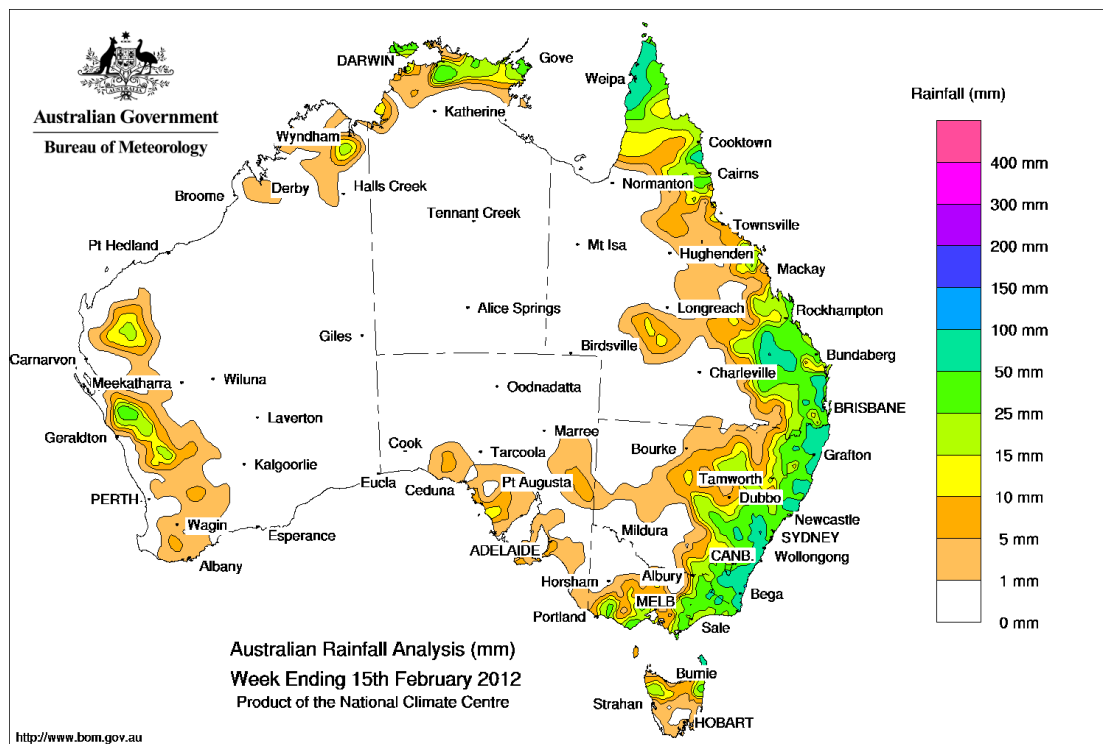 Australian Government
Bureau of Meteorology
DARWIN
Gove
Weipa
Katherine
Wyndham
Cooktown
Cairns
Normanton
Derby
Halls Creek
Broome
Tennant Creek
Townsville
Mt Isa
Hughenden
Pt Hedland
Mackay
Alice Springs
Longreach
Rockhampton
Giles
Birdsville
Bundaberg
Carnarvon
Charleville
Meekatharra
Wiluna
Oodnadatta
BRISBANE
Laverton
Geraldton
Marree
Cook
Tarcoola
Bourke
Grafton
Kalgoorlie
Eucla
Ceduna
Pt Augusta
Tamworth
PERTH
Dubbo
Wagin
Esperance
Mildura
Newcastle
SYDNEY
ADELAIDE
CANB.
Wollongong
Albany
Horsham
Albury
MELB
Bega
Portland
Sale
Burnie
Strahan
HOBART
Rainfall (mm)
400 mm
300 mm
200 mm
150 mm
100 mm
50 mm
25 mm
15 mm
10 mm
5 mm
1 mm
0 mm
Australian Rainfall Analysis (mm)
Week Ending 15th February 2012
Product of the National Climate Centre
http://www.bom.gov.au